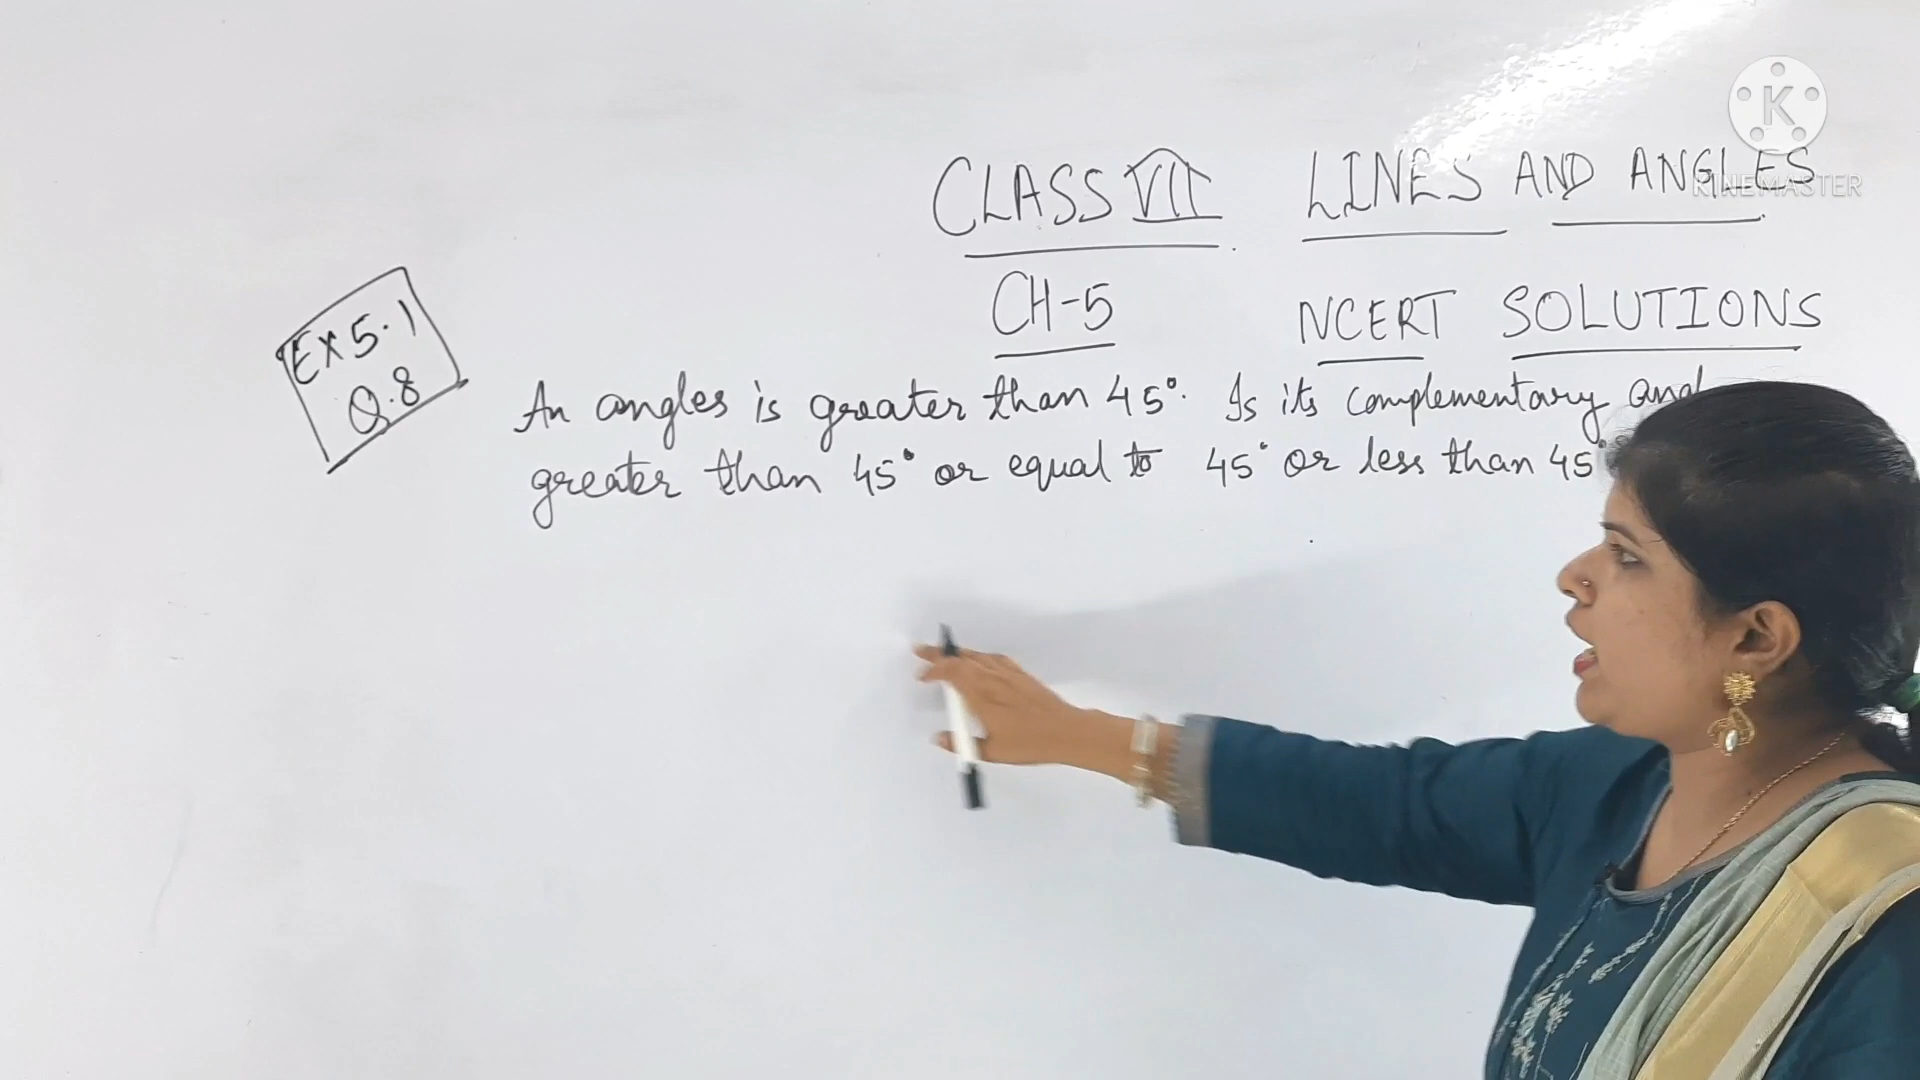 CLASS VII LINES AND ANGLES
CH-5 NCERT SOLUTIONS
EX 5.1
Q.8
An angles is greater than 45°. Is its complementary
greater than 45° or equal to 45° or less than 45°
K
KINEMASTER